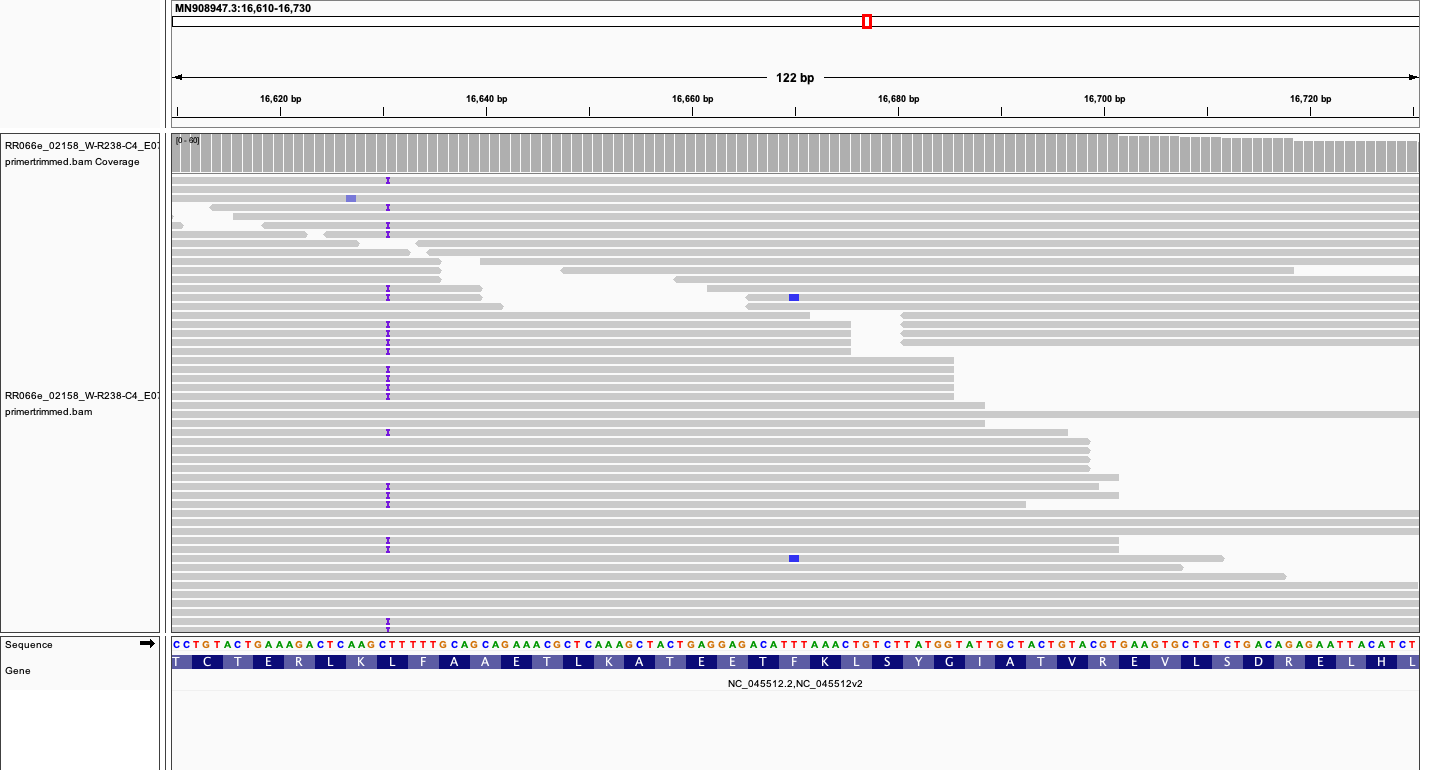 MN908947.3:16,610-16,730
122 bp
16,620 bp 16,640 bp 16,660 bp 16,680 bp 16,700 bp 16,720 bp
RR066e_02158_W-R238-C4_E07
primertrimmed.bam Coverage
[0 - 60]
RR066e_02158_W-R238-C4_E07
primertrimmed.bam
Sequence
CCTGTACTGAAAGACTCAAGCTTTTTGCAGCAGAAACGCTCAAAGCTACTGAGGAGACATTTAAACTGTCTTATGGTATTGCTACTGTACGTGAAGTGCTGTCTGACAGAGAATTACATCT
Gene
T C T E R L K L F A A E T L K A T E E T F K L S Y G I A T V R E V L S D R E L H L
NC_045512.2,NC_045512v2